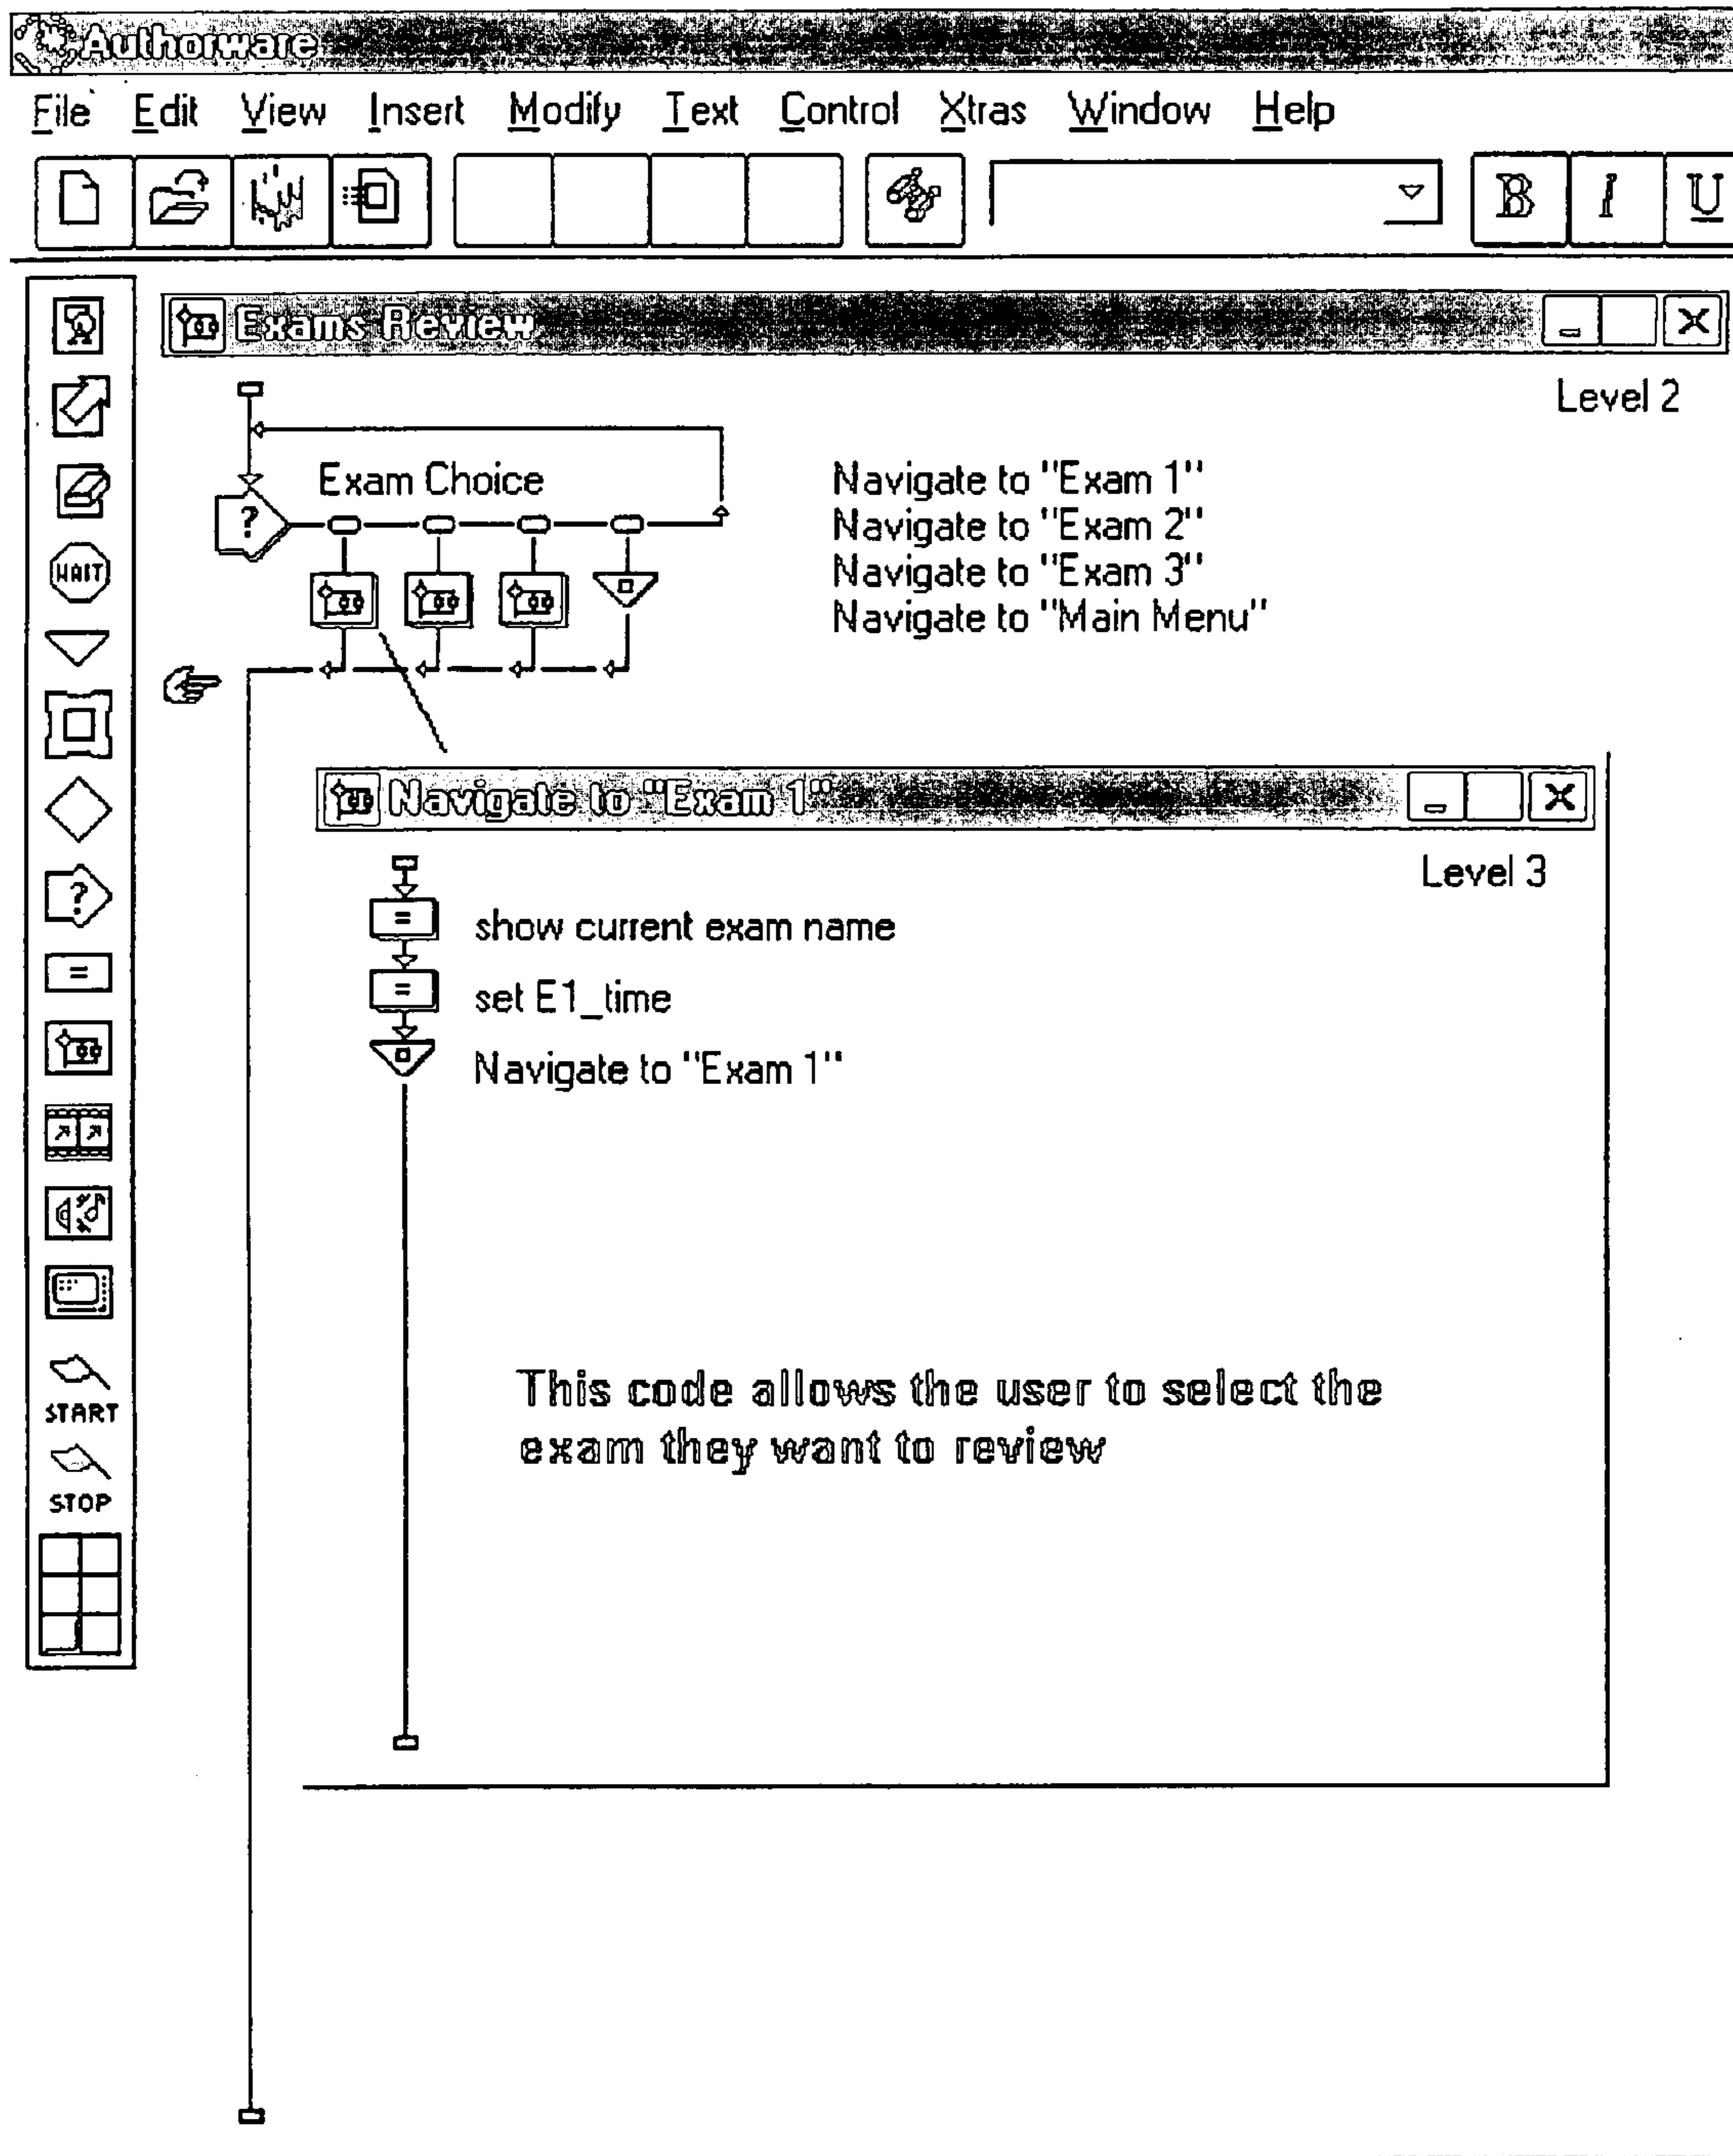 Authorware
File Edit View Insert Modify Text Control Xtras Window Help
B I U
Exams Review
Level 2
Exam Choice
?
Navigate to "Exam 1"
Navigate to "Exam 2"
Navigate to "Exam 3"
Navigate to "Main Menu"
WAIT
Navigate to "Exam 1"
Level 3
?
=
= show current exam name
= set E1_time
Navigate to "Exam 1"
This code allows the user to select the
exam they want to review
START
STOP